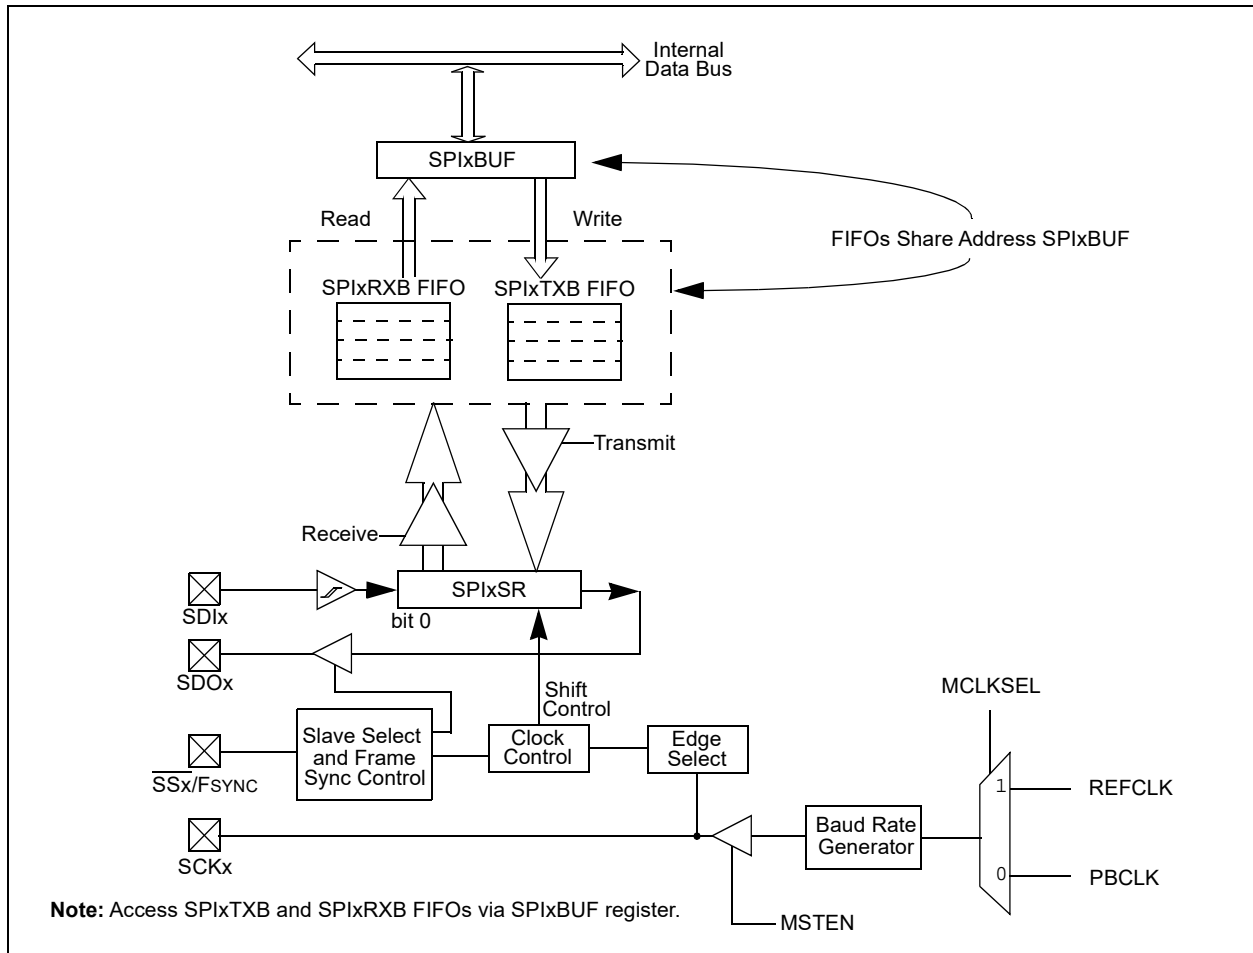 Internal
Data Bus
SPIxBUF
Read
Write
FIFOs Share Address SPIxBUF
SPIxRXB FIFO
SPIxTXB FIFO
Transmit
Receive
SPIxSR
SDIx
bit 0
SDOx
Shift
Control
MCLKSEL
Slave Select
and Frame
Sync Control
Clock
Control
Edge
Select
SSx/FSYNC
1
REFCLK
Baud Rate
Generator
SCKx
0
PBCLK
Note: Access SPIxTXB and SPIxRXB FIFOs via SPIxBUF register.
MSTEN